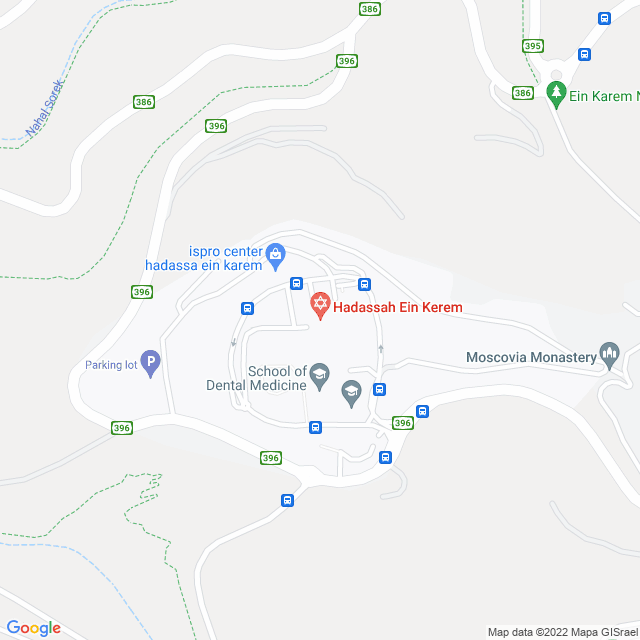 386
395
396
386
386
Ein Karem N
Nahal Sorek
396
ispro center
hadassa ein karem
396
Hadassah Ein Kerem
Moscovia Monastery
P
Parking lot
School of
Dental Medicine
396
396
396
Google
Map data ©2022 Mapa GISrael